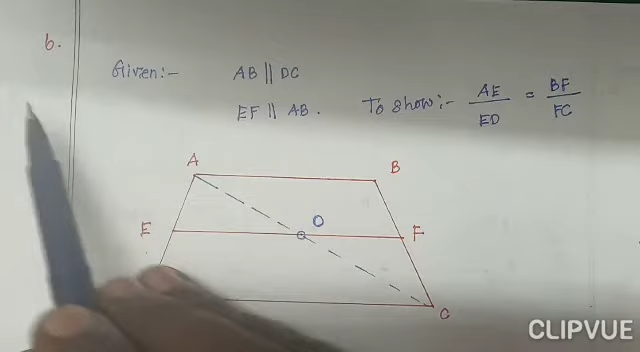 6.
Given:- AB || DC
EF || AB. To show:- AE/ED = BF/FC
A B
E O F
C
CLIPVUE